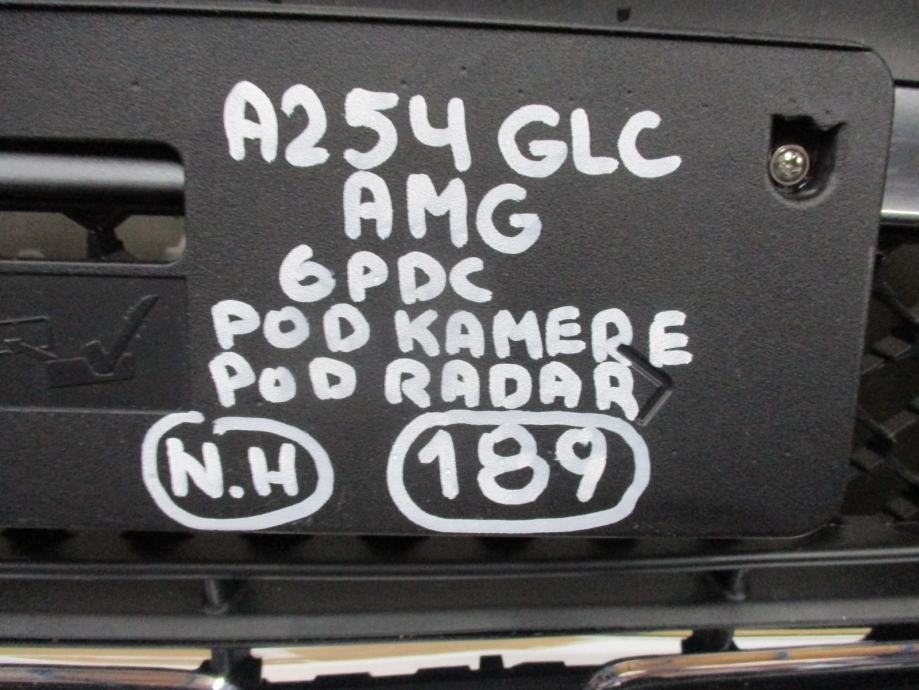 A254 GLC
AMG
6PDC
POD KAMERE
POD RADAR
N.H 189